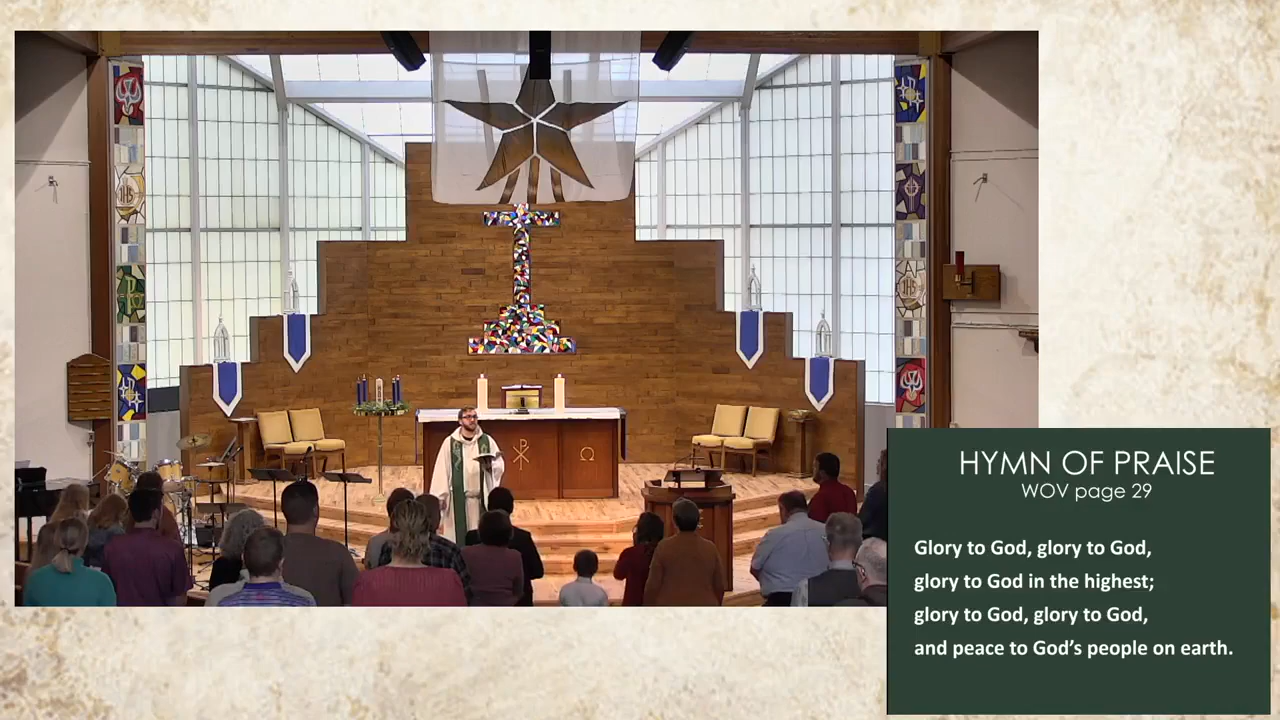 HYMN OF PRAISE
WOV page 29
Glory to God, glory to God,
glory to God in the highest;
glory to God, glory to God,
and peace to God's people on earth.
Ω